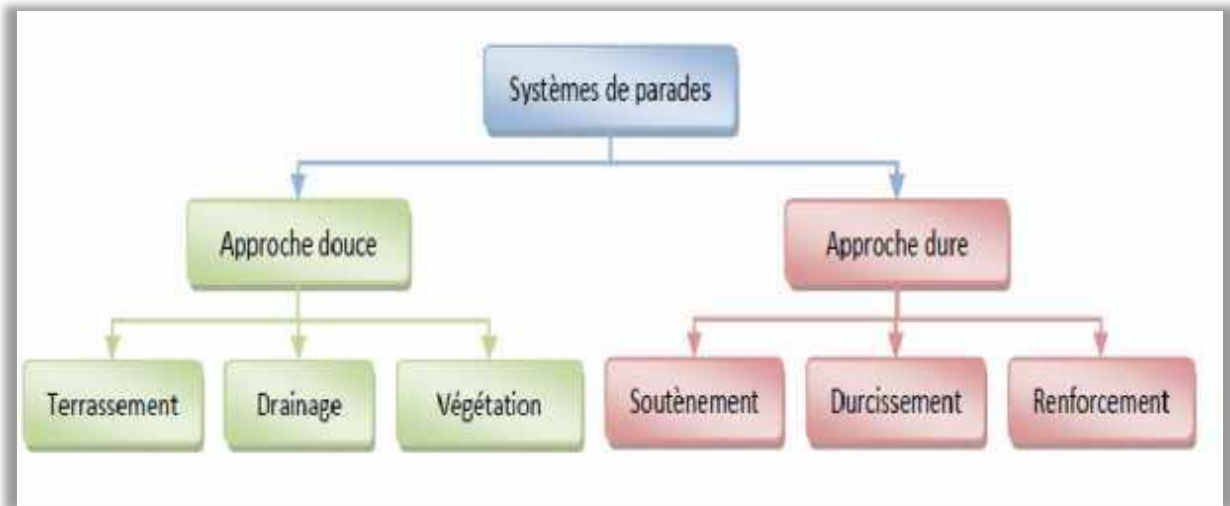 Systèmes de parades
Approche douce
Approche dure
Terrassement
Drainage
Végétation
Soutènement
Durcissement
Renforcement